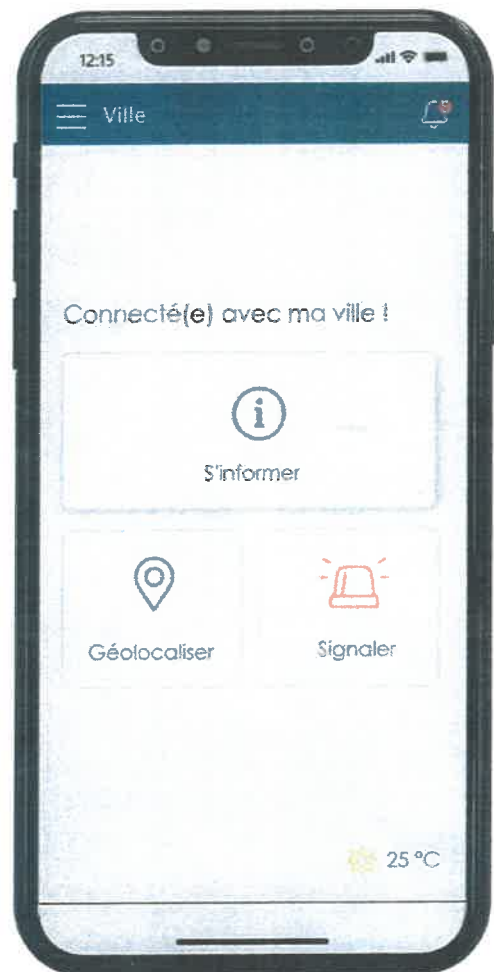 12:15
Ville
Connecté(e) avec ma ville !
S'informer
Géolocaliser
Signaler
25 °C